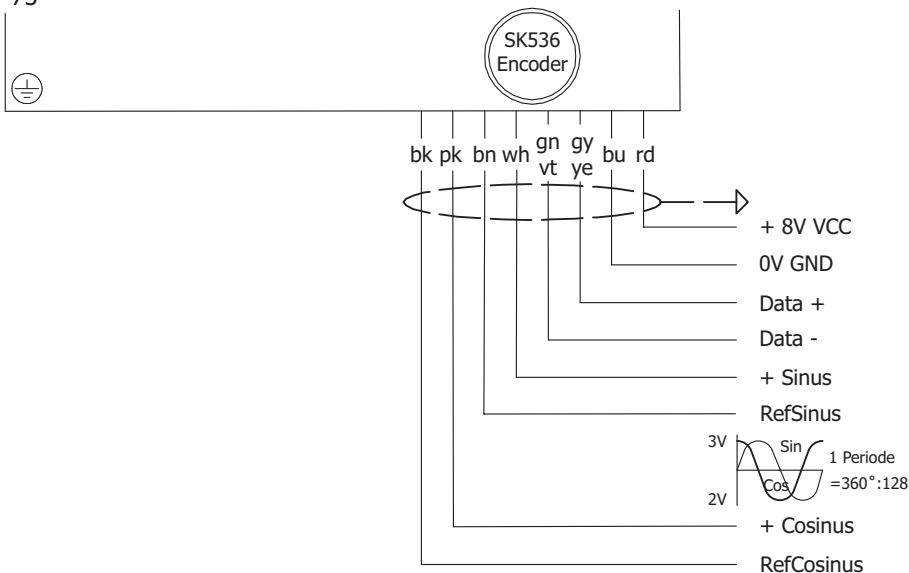 SK536
Encoder
bk pk bn wh gn gy bu rd
vt ye
+ 8V VCC
0V GND
Data +
Data -
+ Sinus
RefSinus
3V
Sin
1 Periode
Cos
=360°:128
2V
+ Cosinus
RefCosinus